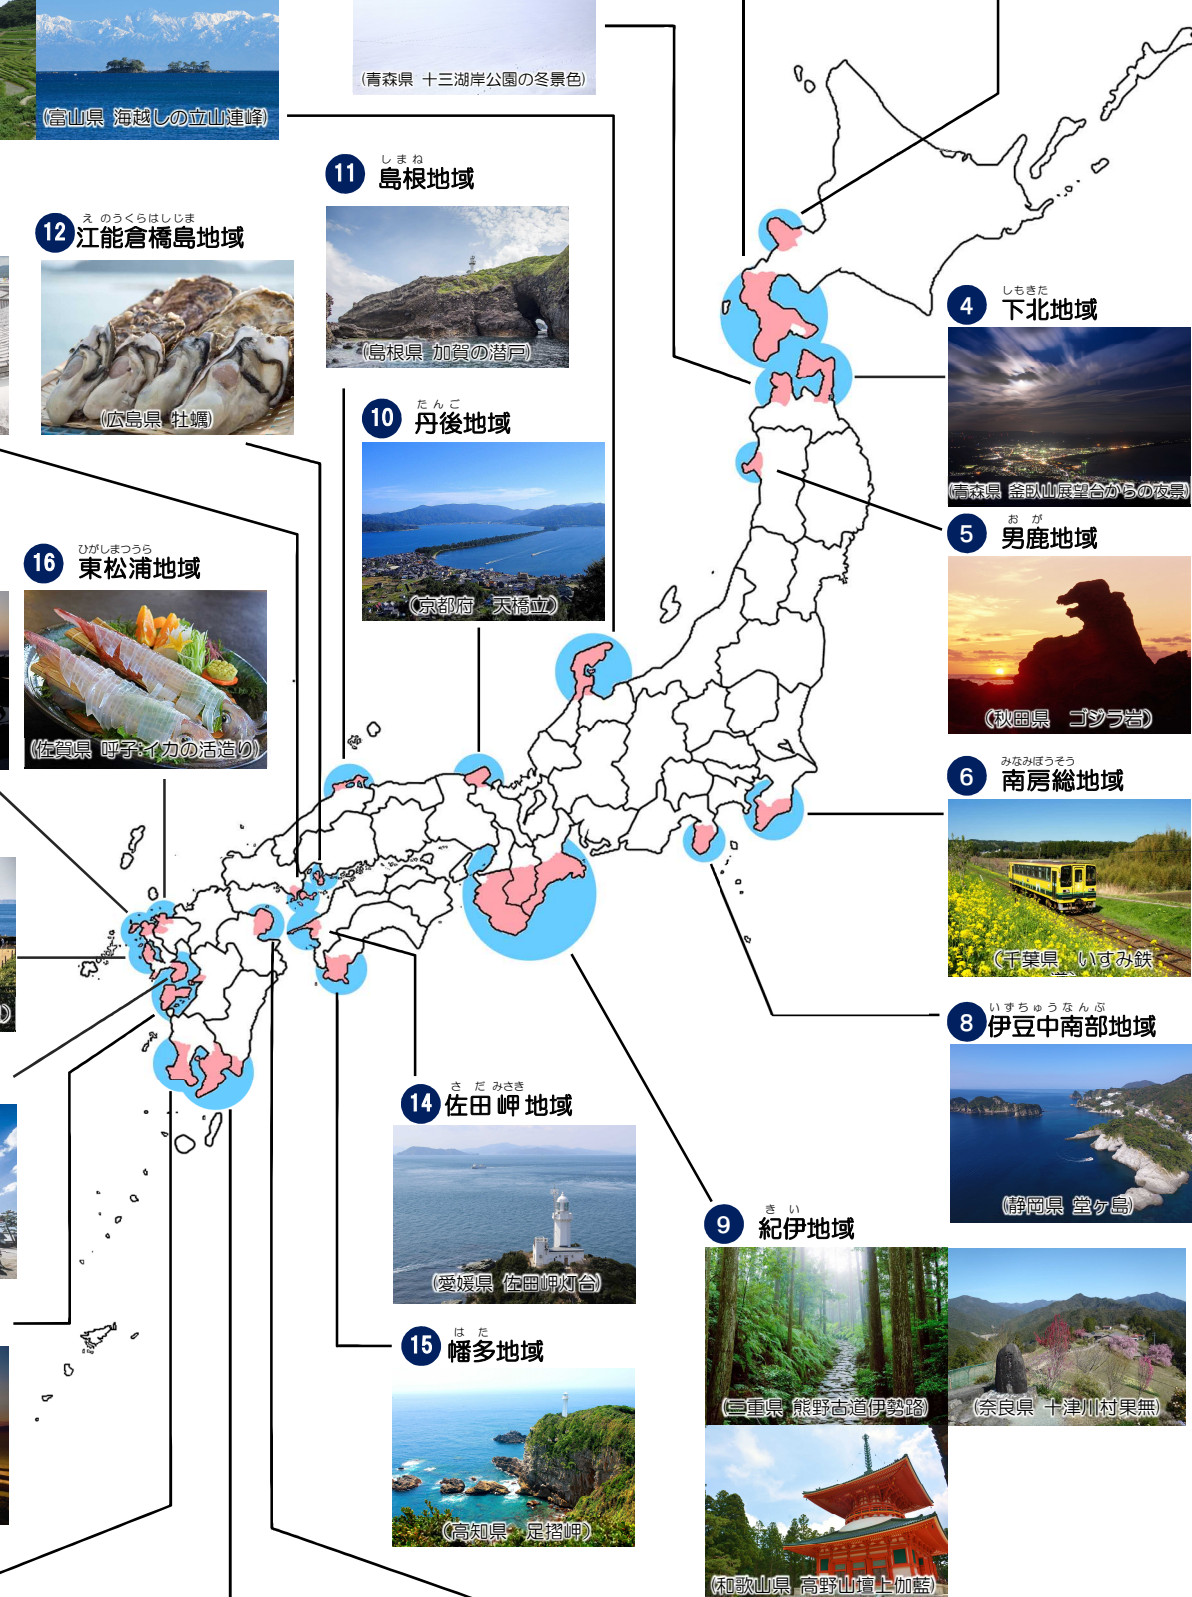 (富山県 海越しの立山連峰)
(青森県 十三湖岸公園の冬景色)
しまね
11 島根地域
(島根県 加賀の潜戸)
えのうくらはしじま
12 江能倉橋島地域
(広島県 牡蠣)
たんご
10 丹後地域
(京都府 天橋立)
ひがしまつうら
16 東松浦地域
(佐賀県 呼子:イカの活造り)
しもきた
4 下北地域
(青森県 釜臥山展望台からの夜景)
おが
5 男鹿地域
(秋田県 ゴジラ岩)
みなみぼうそう
6 南房総地域
(千葉県 いすみ鉄
いずちゅうなんぶ
8 伊豆中南部地域
(静岡県 堂ヶ島)
さだみさき
14 佐田岬地域
(愛媛県 佐田岬灯台)
はた
15 幡多地域
(高知県 足摺岬)
きい
9 紀伊地域
(三重県 熊野古道伊勢路)
(奈良県 十津川村果無)
(和歌山県 高野山壇上伽藍)